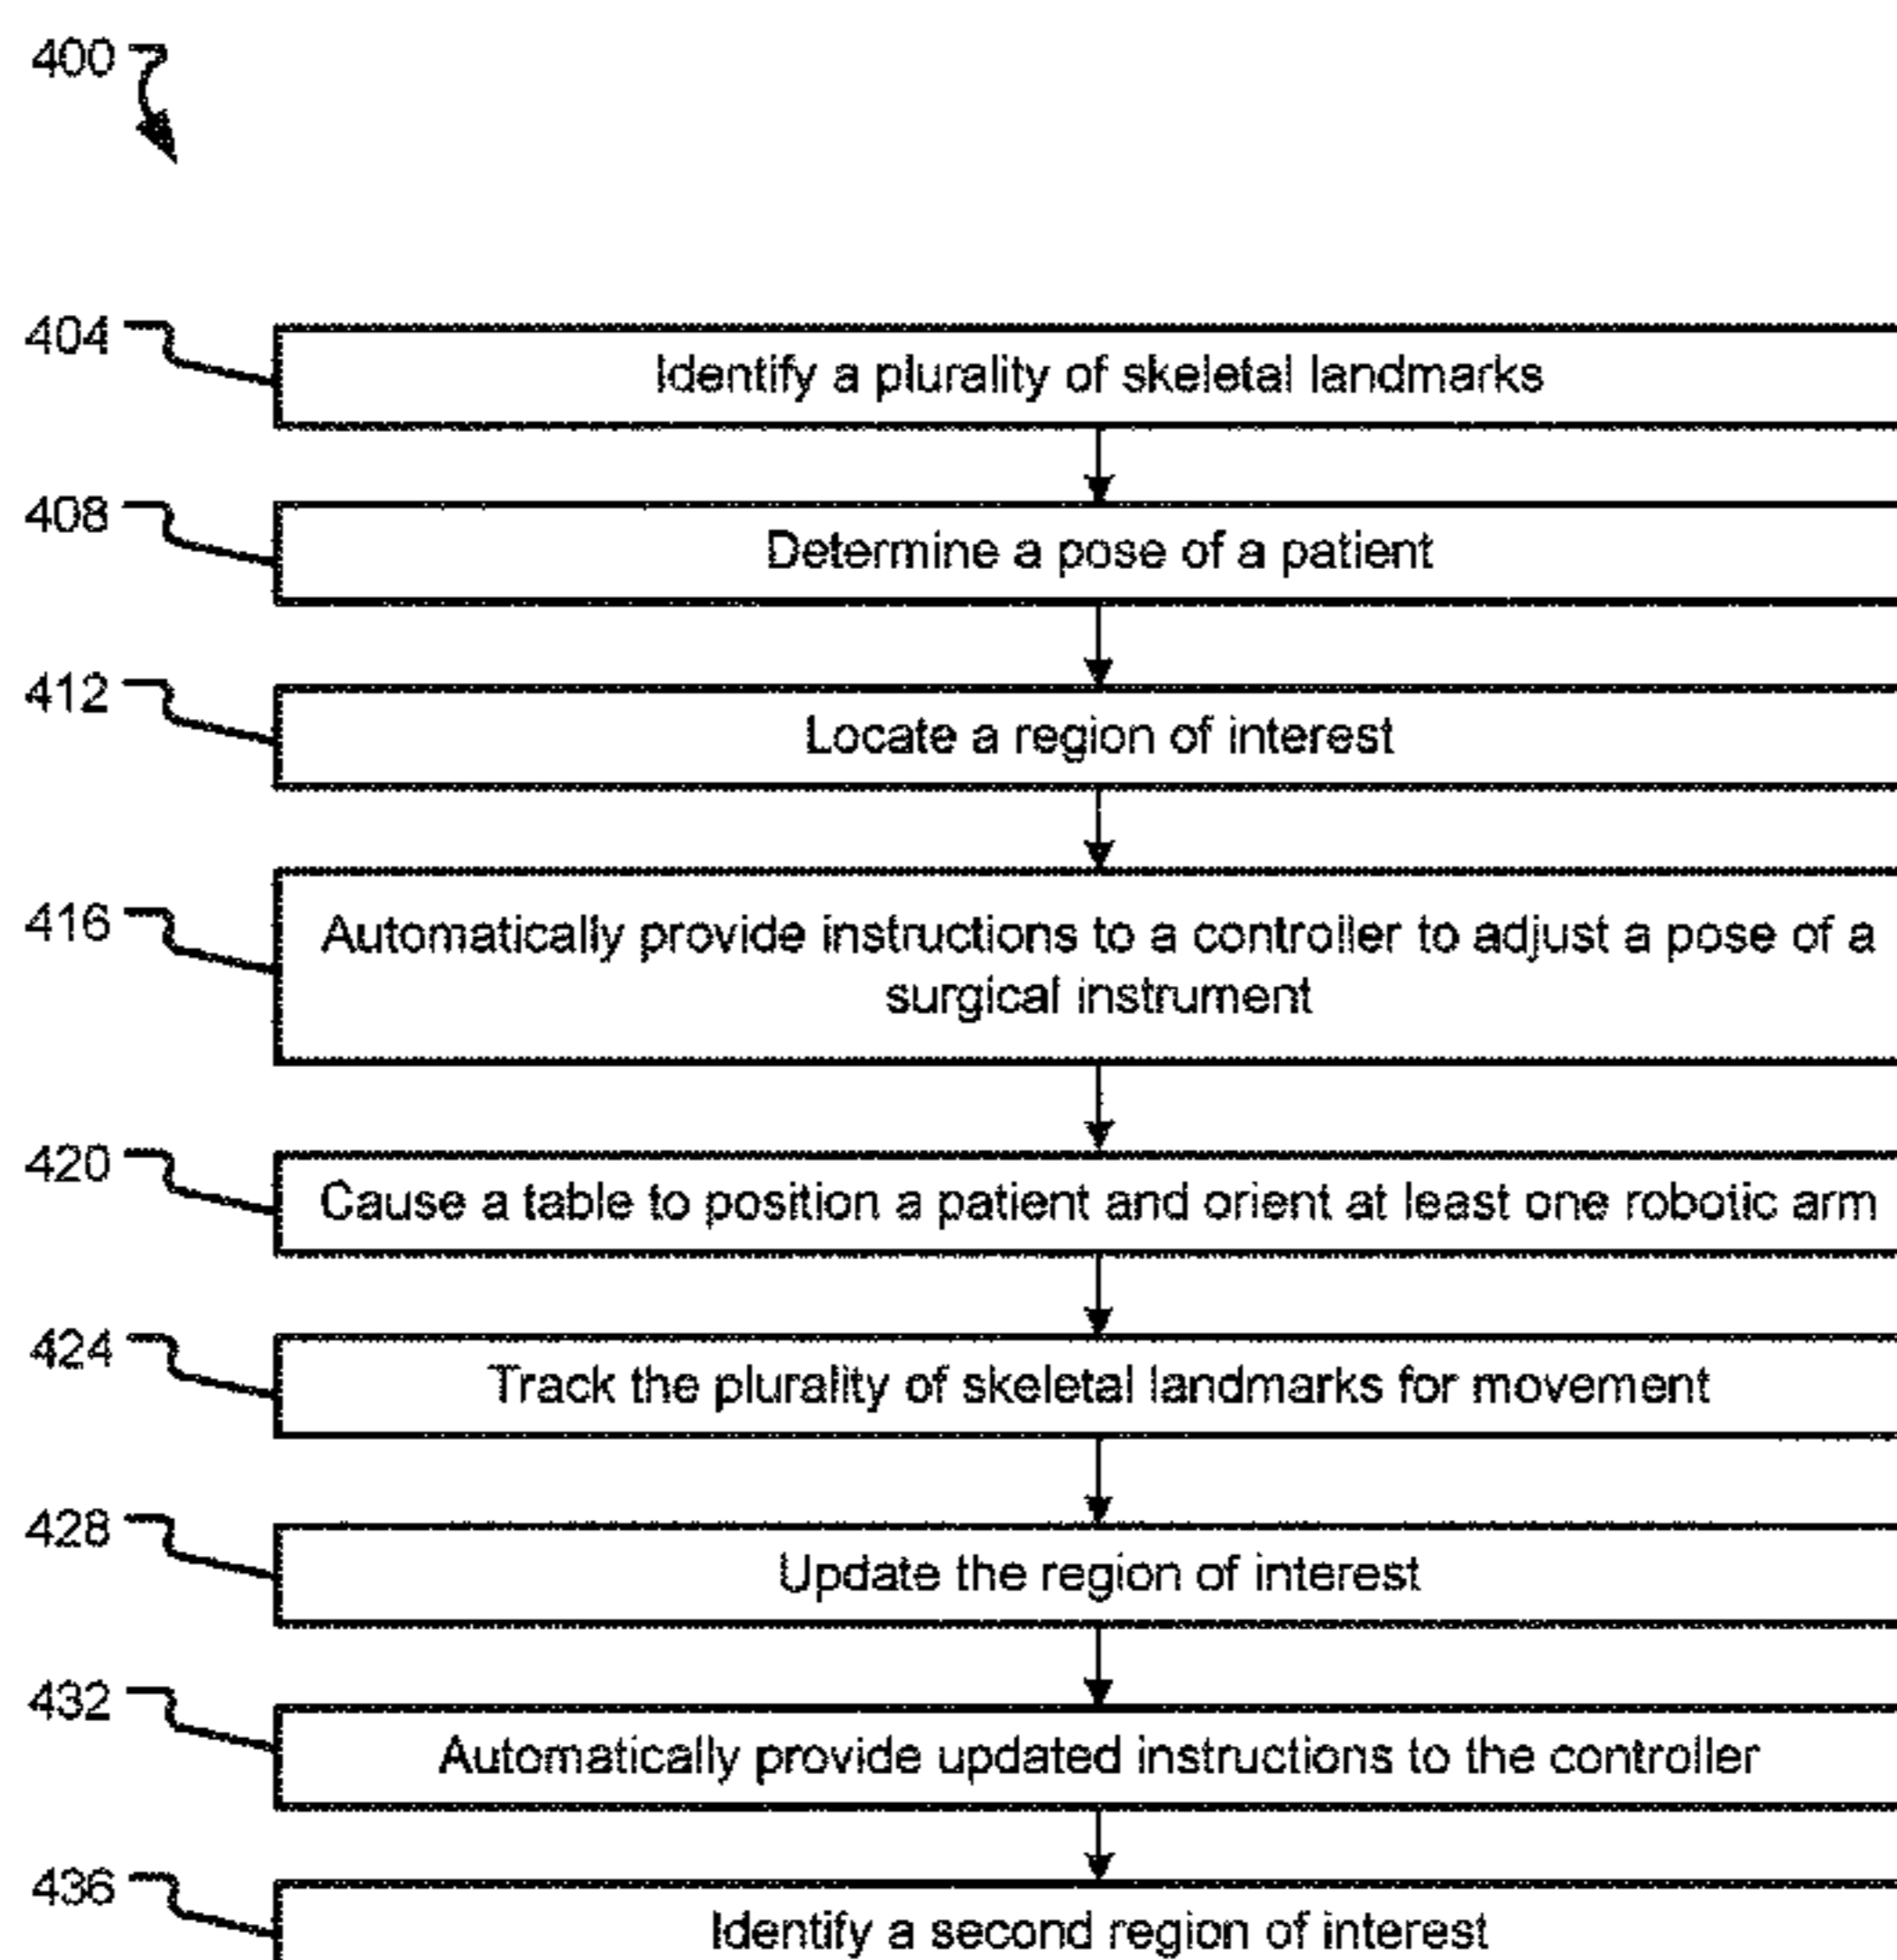 400
404
Identify a plurality of skeletal landmarks
408
Determine a pose of a patient
412
Locate a region of interest
416
Automatically provide instructions to a controller to adjust a pose of a
surgical instrument
420
Cause a table to position a patient and orient at least one robotic arm
424
Track the plurality of skeletal landmarks for movement
428
Update the region of interest
432
Automatically provide updated instructions to the controller
436
Identify a second region of interest